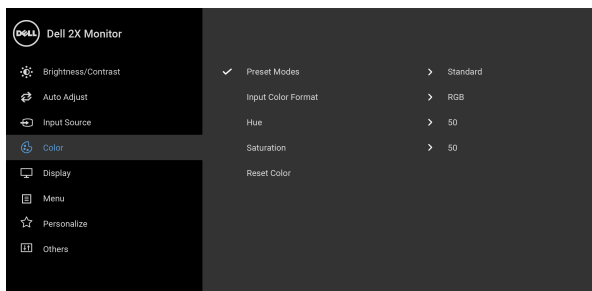 DELL Dell 2X Monitor
Brightness/Contrast
Auto Adjust
Input Source
Color
Display
Menu
Personalize
Others
Preset Modes > Standard
Input Color Format > RGB
Hue > 50
Saturation > 50
Reset Color